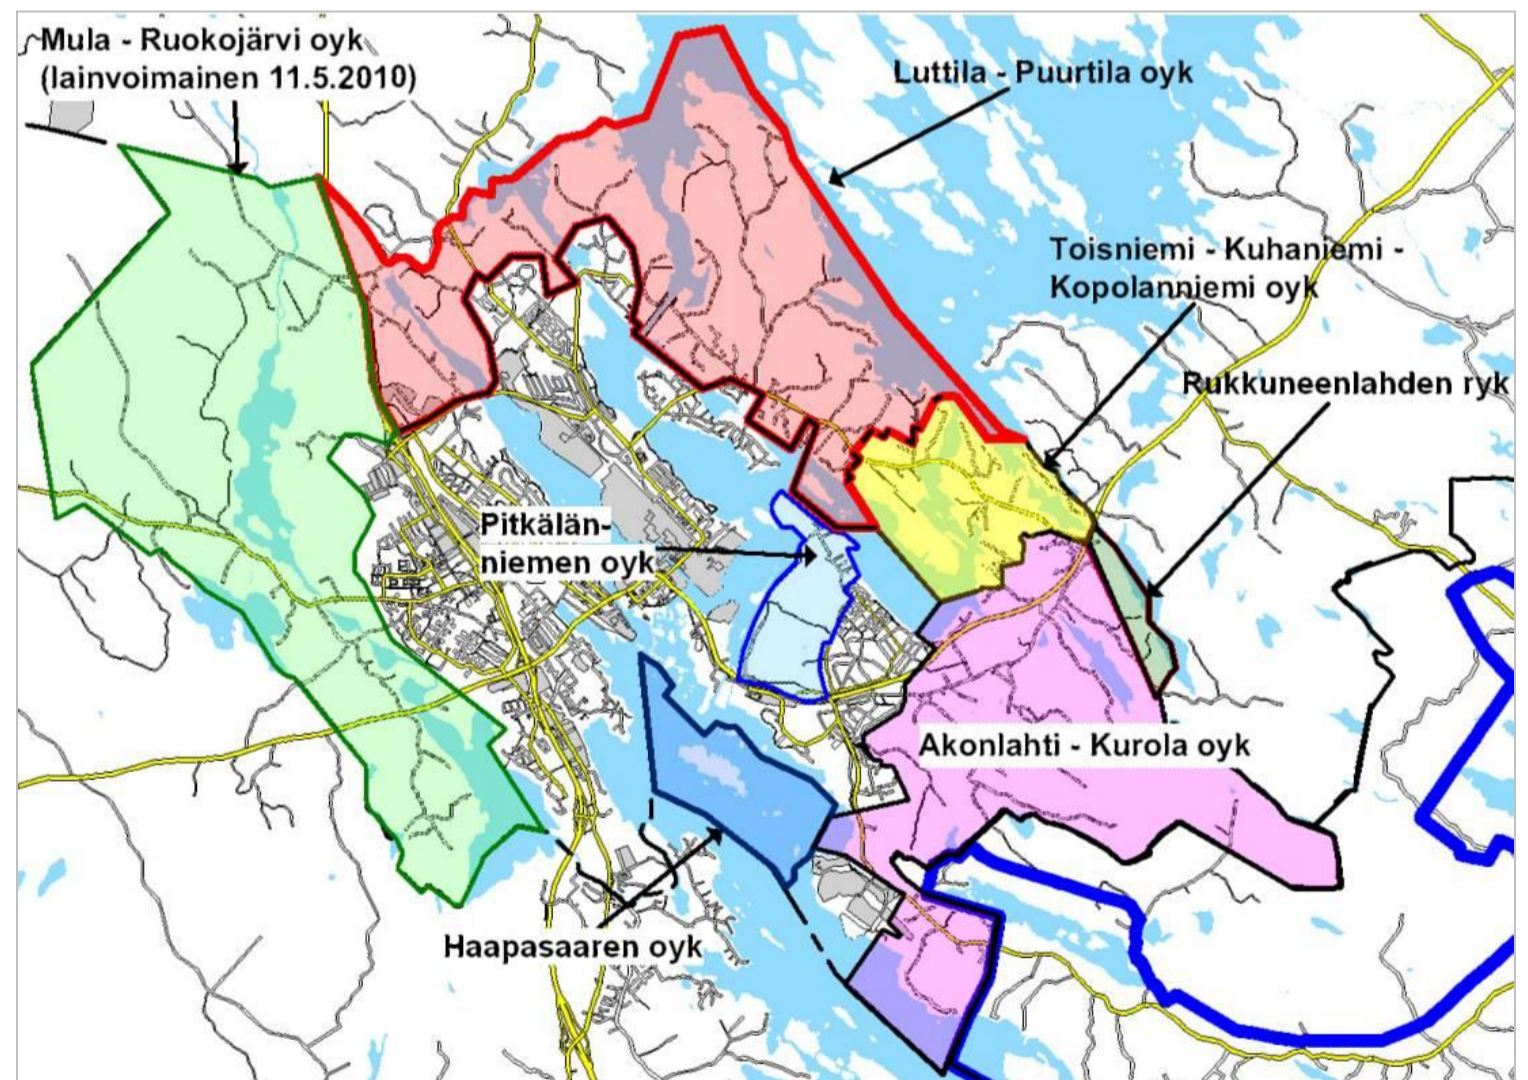 Mula - Ruokojärvi oyk
(lainvoimainen 11.5.2010)
Luttila - Puurtila oyk
Toisniemi - Kuhaniemi -
Kopolanniemi oyk
Rukkuneenlahden ryk
Pitkälän-
niemen oyk
Akonlahti - Kurola oyk
Haapasaaren oyk